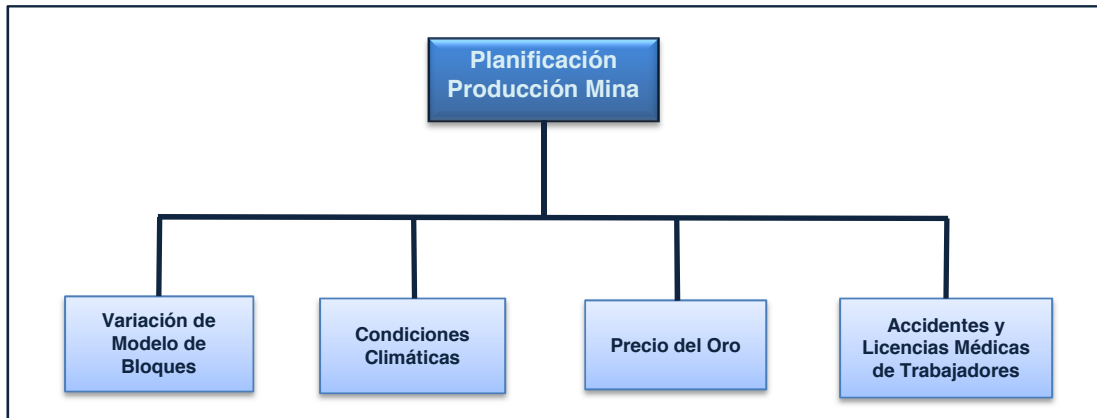 Planificación
Producción Mina
Variación de
Modelo de
Bloques
Condiciones
Climáticas
Precio del Oro
Accidentes y
Licencias Médicas
de Trabajadores